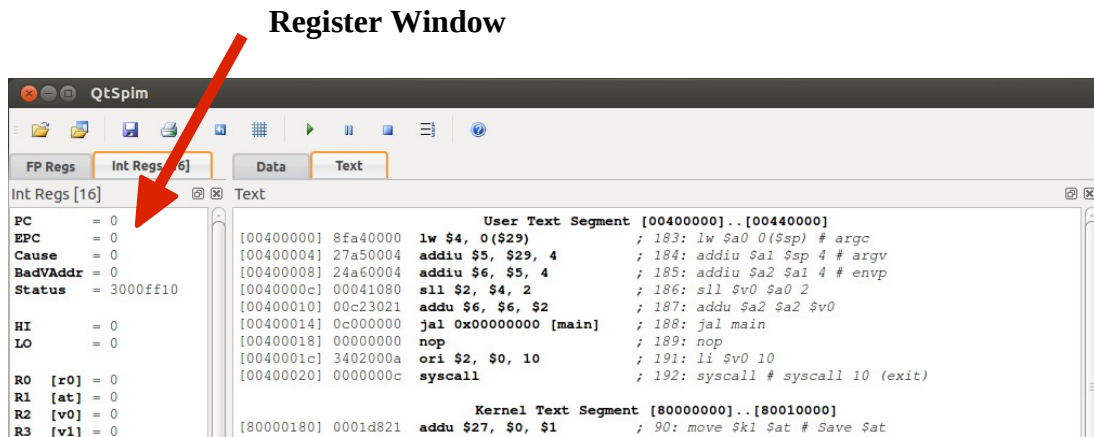 Register Window
QtSpim
FP Regs Int Regs [16] Data Text
Int Regs [16] Text
PC = 0
EPC = 0
Cause = 0
BadVAddr = 0
Status = 3000ff10
HI = 0
LO = 0
R0 [r0] = 0
R1 [at] = 0
R2 [v0] = 0
R3 [v1] = 0
User Text Segment [00400000]..[00440000]
[00400000] 8fa40000 lw $4, 0($29) ; 183: lw $a0 0($sp) # argc
[00400004] 27a50004 addiu $5, $29, 4 ; 184: addiu $a1 $sp 4 # argv
[00400008] 24a60004 addiu $6, $5, 4 ; 185: addiu $a2 $a1 4 # envp
[0040000c] 00041080 sll $2, $4, 2 ; 186: sll $v0 $a0 2
[00400010] 00c23021 addu $6, $6, $2 ; 187: addu $a2 $a2 $v0
[00400014] 0c000000 jal 0x00000000 [main] ; 188: jal main
[00400018] 00000000 nop ; 189: nop
[0040001c] 3402000a ori $2, $0, 10 ; 191: li $v0 10
[00400020] 0000000c syscall ; 192: syscall # syscall 10 (exit)
Kernel Text Segment [80000000]..[80010000]
[80000180] 0001d821 addu $27, $0, $1 ; 90: move $k1 $at # Save $at